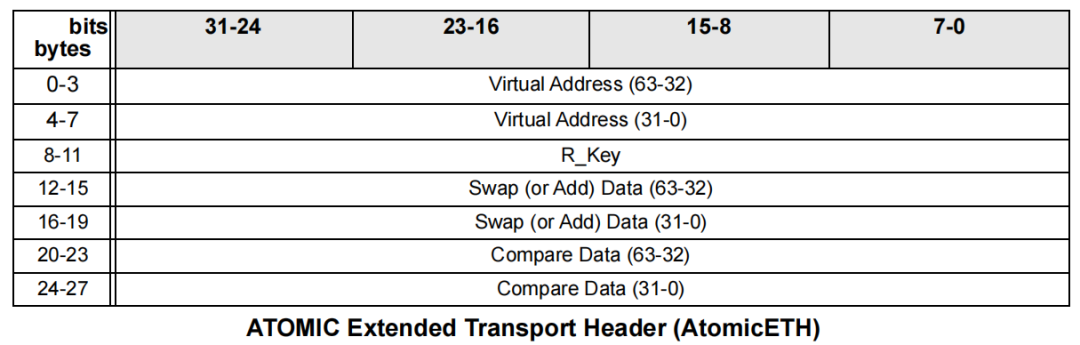 bits 31-24 23-16 15-8 7-0
bytes
0-3 Virtual Address (63-32)
4-7 Virtual Address (31-0)
8-11 R_Key
12-15 Swap (or Add) Data (63-32)
16-19 Swap (or Add) Data (31-0)
20-23 Compare Data (63-32)
24-27 Compare Data (31-0)
ATOMIC Extended Transport Header (AtomicETH)